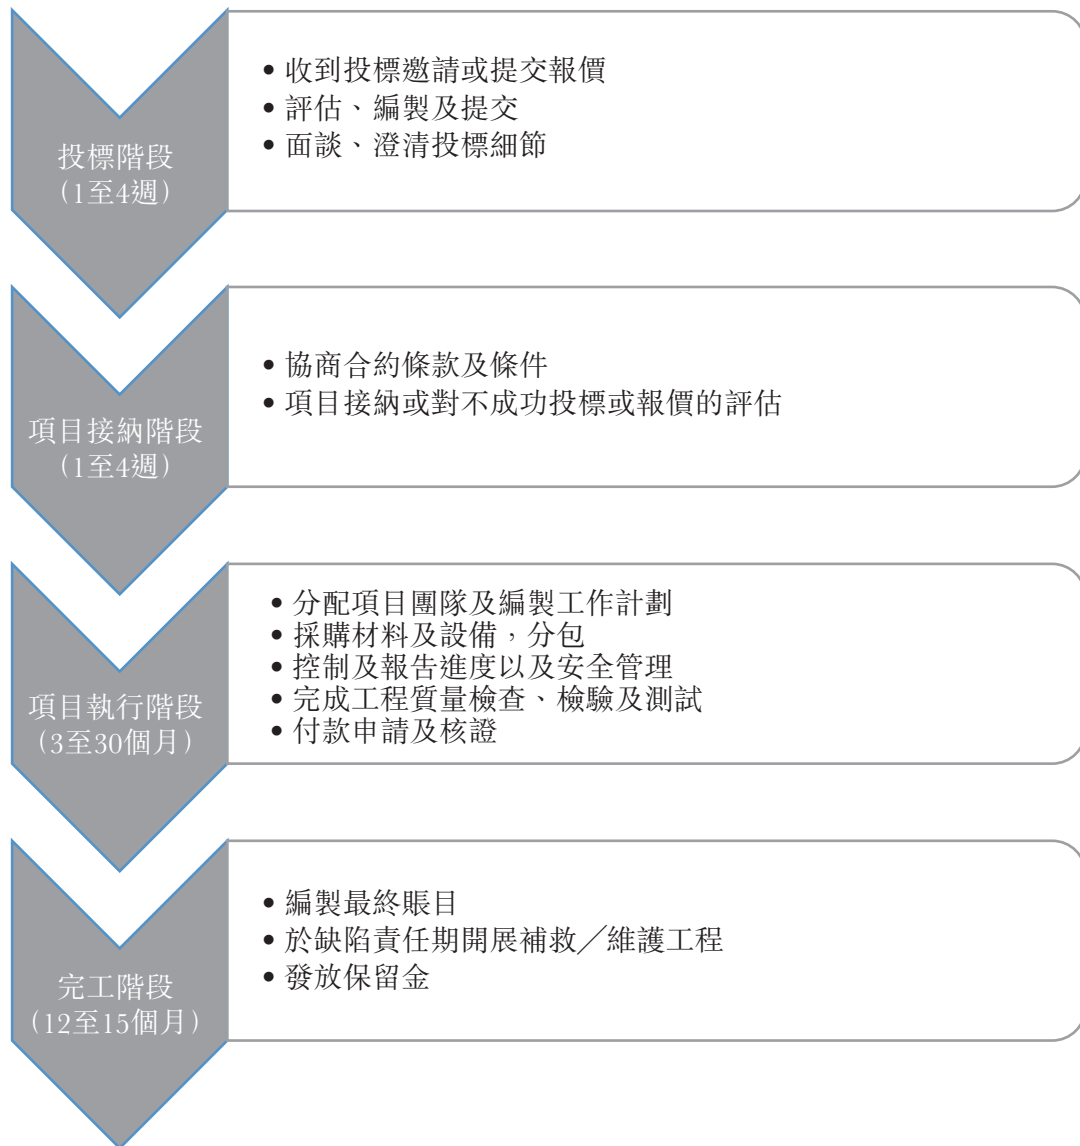 投標階段
(1至4週)
• 收到投標邀請或提交報價
• 評估、編製及提交
• 面談、澄清投標細節
項目接納階段
(1至4週)
• 協商合約條款及條件
• 項目接納或對不成功投標或報價的評估
項目執行階段
(3至30個月)
• 分配項目團隊及編製工作計劃
• 採購材料及設備，分包
• 控制及報告進度以及安全管理
• 完成工程質量檢查、檢驗及測試
• 付款申請及核證
完工階段
(12至15個月)
• 編製最終賬目
• 於缺陷責任期開展補救╱維護工程
• 發放保留金